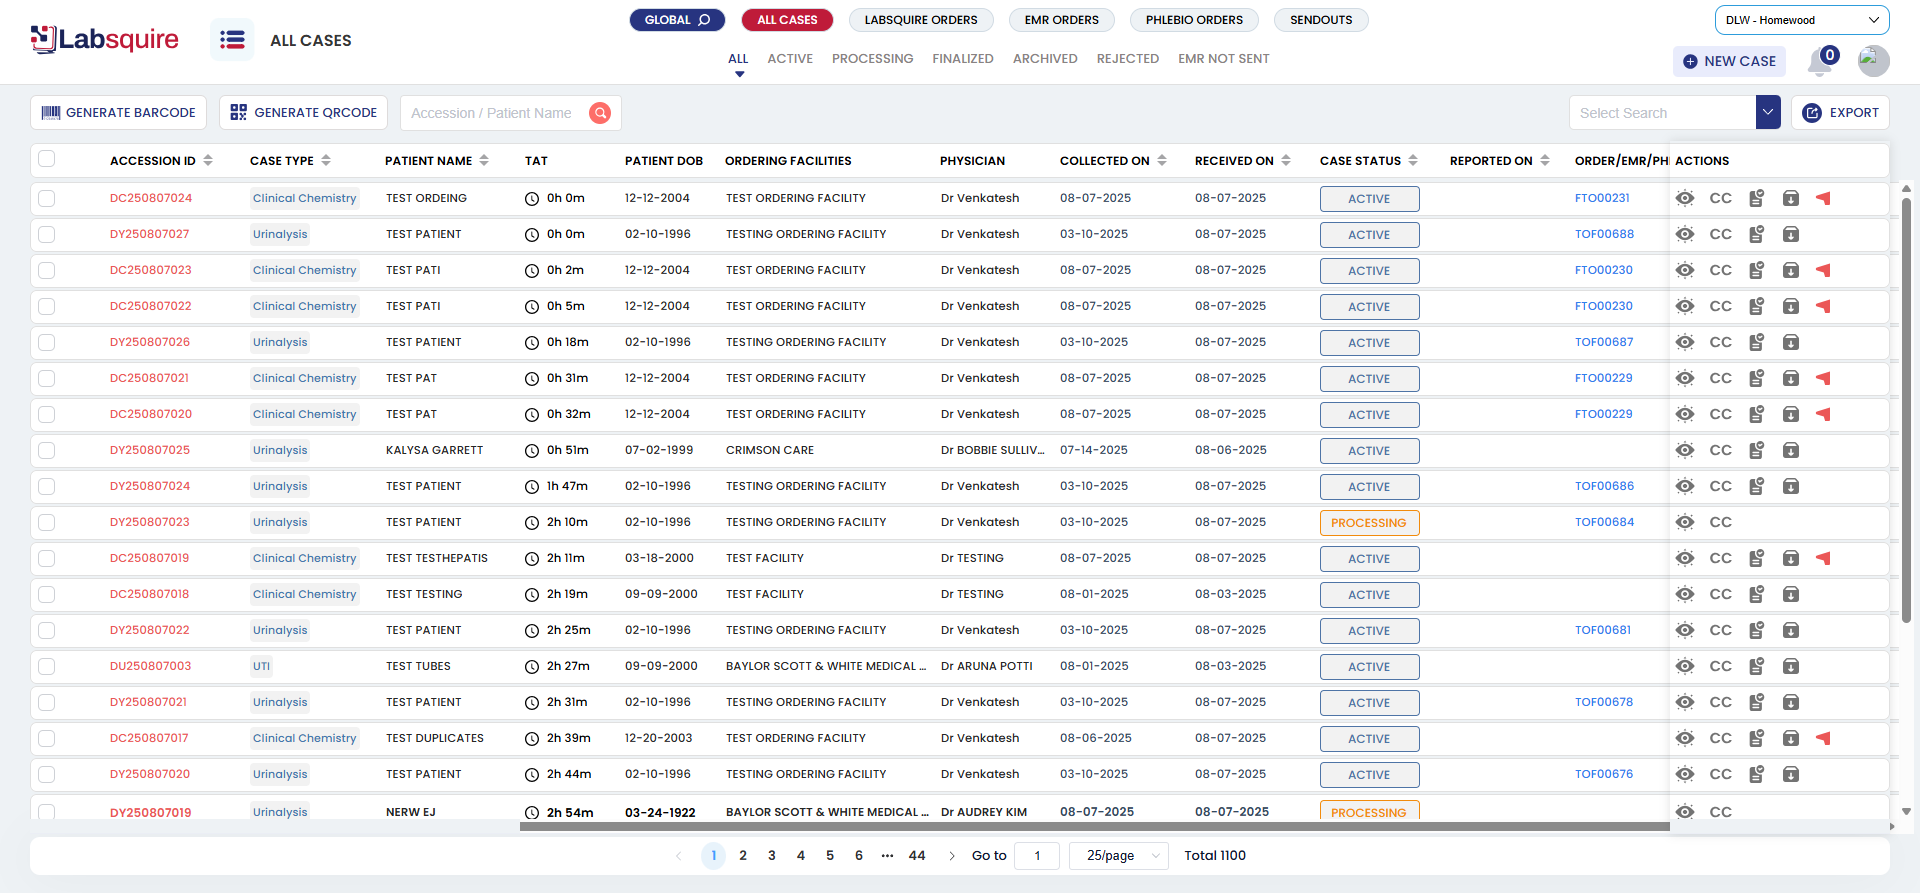 Labsquire
ALL CASES
GLOBAL
ALL CASES
LABSQUIRE ORDERS
EMR ORDERS
PHLEBIO ORDERS
SENDOUTS
DLW - Homewood
ALL ACTIVE PROCESSING FINALIZED ARCHIVED REJECTED EMR NOT SENT
NEW CASE
0
GENERATE BARCODE
GENERATE QRCODE
Accession / Patient Name
Select Search
EXPORT
ACCESSION ID CASE TYPE PATIENT NAME TAT PATIENT DOB ORDERING FACILITIES PHYSICIAN COLLECTED ON RECEIVED ON CASE STATUS REPORTED ON ORDER/EMR/PH ACTIONS
DC250807024 Clinical Chemistry TEST ORDEING 0h 0m 12-12-2004 TEST ORDERING FACILITY Dr Venkatesh 08-07-2025 08-07-2025 ACTIVE FTO00231 CC
DY250807027 Urinalysis TEST PATIENT 0h 0m 02-10-1996 TESTING ORDERING FACILITY Dr Venkatesh 03-10-2025 08-07-2025 ACTIVE TOF00688 CC
DC250807023 Clinical Chemistry TEST PATI 0h 2m 12-12-2004 TEST ORDERING FACILITY Dr Venkatesh 08-07-2025 08-07-2025 ACTIVE FTO00230 CC
DC250807022 Clinical Chemistry TEST PATI 0h 5m 12-12-2004 TEST ORDERING FACILITY Dr Venkatesh 08-07-2025 08-07-2025 ACTIVE FTO00230 CC
DY250807026 Urinalysis TEST PATIENT 0h 18m 02-10-1996 TESTING ORDERING FACILITY Dr Venkatesh 03-10-2025 08-07-2025 ACTIVE TOF00687 CC
DC250807021 Clinical Chemistry TEST PAT 0h 31m 12-12-2004 TEST ORDERING FACILITY Dr Venkatesh 08-07-2025 08-07-2025 ACTIVE FTO00229 CC
DC250807020 Clinical Chemistry TEST PAT 0h 32m 12-12-2004 TEST ORDERING FACILITY Dr Venkatesh 08-07-2025 08-07-2025 ACTIVE FTO00229 CC
DY250807025 Urinalysis KALYSA GARRETT 0h 51m 07-02-1999 CRIMSON CARE Dr BOBBIE SULLIV... 07-14-2025 08-06-2025 ACTIVE CC
DY250807024 Urinalysis TEST PATIENT 1h 47m 02-10-1996 TESTING ORDERING FACILITY Dr Venkatesh 03-10-2025 08-07-2025 ACTIVE TOF00686 CC
DY250807023 Urinalysis TEST PATIENT 2h 10m 02-10-1996 TESTING ORDERING FACILITY Dr Venkatesh 03-10-2025 08-07-2025 PROCESSING TOF00684 CC
DC250807019 Clinical Chemistry TEST TESTHEPATIS 2h 11m 03-18-2000 TEST FACILITY Dr TESTING 08-07-2025 08-07-2025 ACTIVE CC
DC250807018 Clinical Chemistry TEST TESTING 2h 19m 09-09-2000 TEST FACILITY Dr TESTING 08-01-2025 08-03-2025 ACTIVE CC
DY250807022 Urinalysis TEST PATIENT 2h 25m 02-10-1996 TESTING ORDERING FACILITY Dr Venkatesh 03-10-2025 08-07-2025 ACTIVE TOF00681 CC
DU250807003 UTI TEST TUBES 2h 27m 09-09-2000 BAYLOR SCOTT & WHITE MEDICAL ... Dr ARUNA POTTI 08-01-2025 08-03-2025 ACTIVE CC
DY250807021 Urinalysis TEST PATIENT 2h 31m 02-10-1996 TESTING ORDERING FACILITY Dr Venkatesh 03-10-2025 08-07-2025 ACTIVE TOF00678 CC
DC250807017 Clinical Chemistry TEST DUPLICATES 2h 39m 12-20-2003 TEST ORDERING FACILITY Dr Venkatesh 08-06-2025 08-07-2025 ACTIVE CC
DY250807020 Urinalysis TEST PATIENT 2h 44m 02-10-1996 TESTING ORDERING FACILITY Dr Venkatesh 03-10-2025 08-07-2025 ACTIVE TOF00676 CC
DY250807019 Urinalysis NERW EJ 2h 54m 03-24-1922 BAYLOR SCOTT & WHITE MEDICAL ... Dr AUDREY KIM 08-07-2025 08-07-2025 PROCESSING CC
1 2 3 4 5 6 ... 44 Go to 1 25/page Total 1100